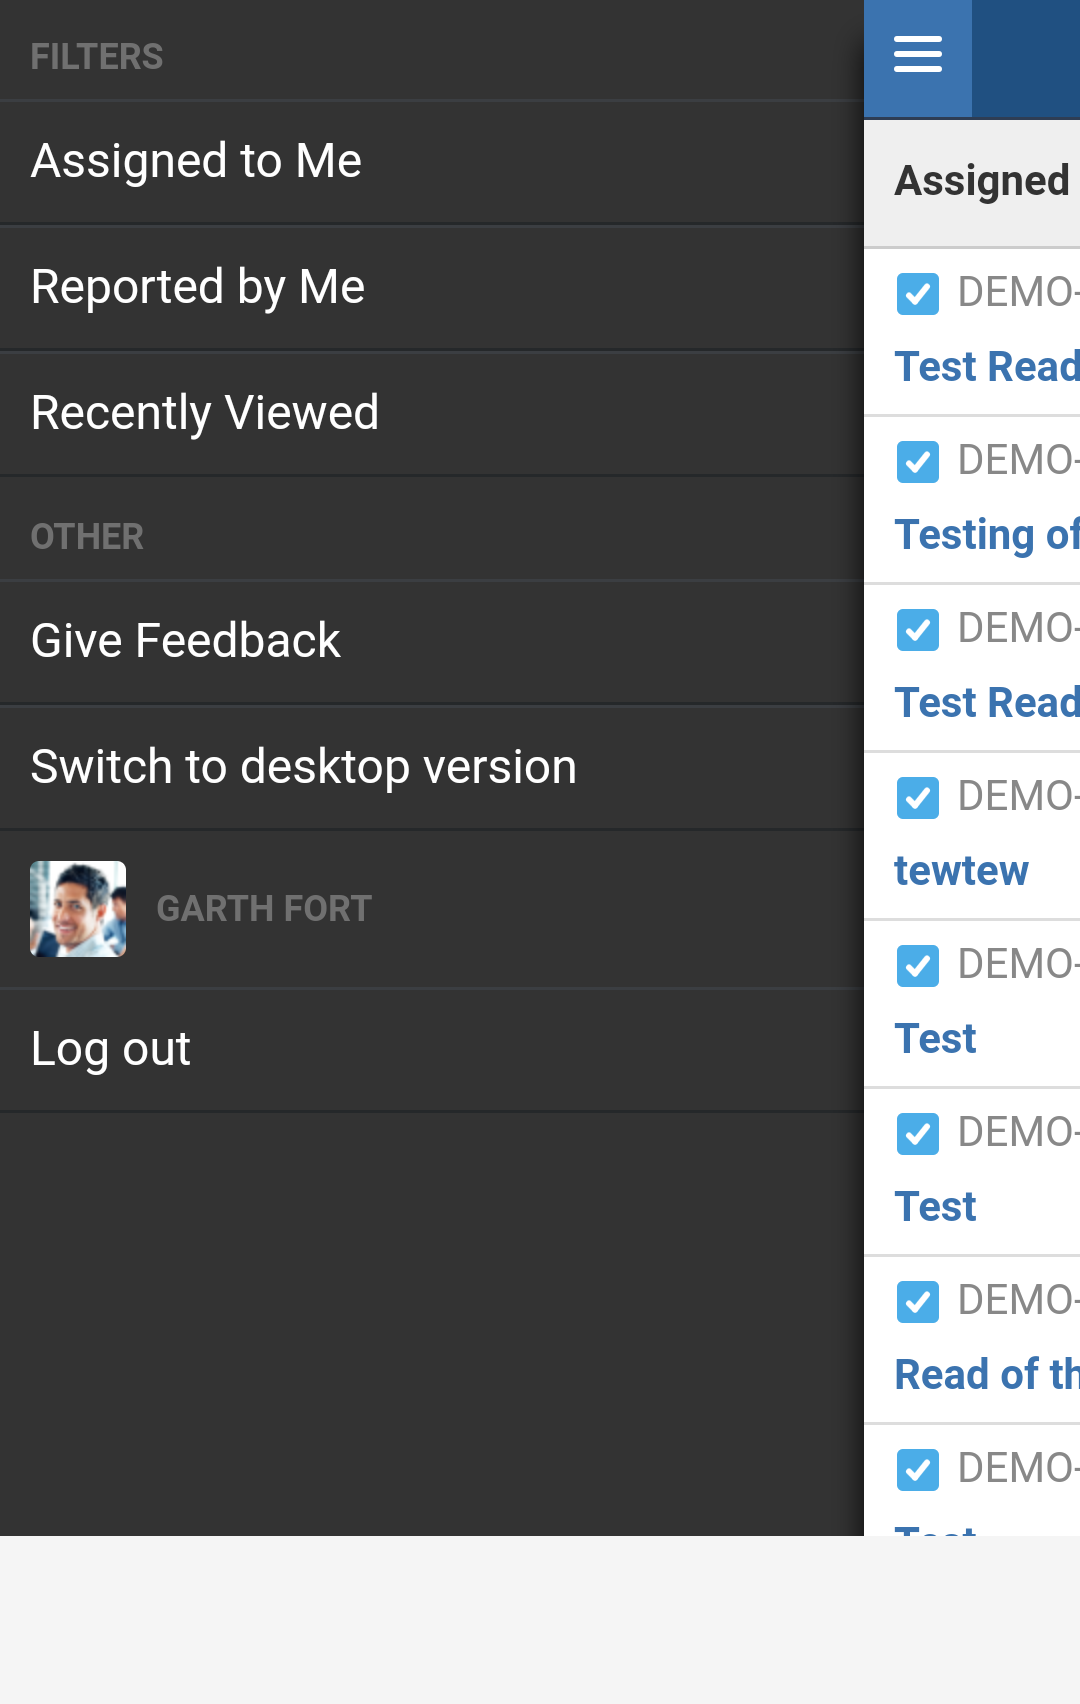 FILTERS
Assigned to Me
Reported by Me
Recently Viewed
OTHER
Give Feedback
Switch to desktop version
GARTH FORT
Log out
Assigned
DEMO-
Test Read
DEMO-
Testing of
DEMO-
Test Read
DEMO-
tewtew
DEMO-
Test
DEMO-
Test
DEMO-
Read of th
DEMO-
Test